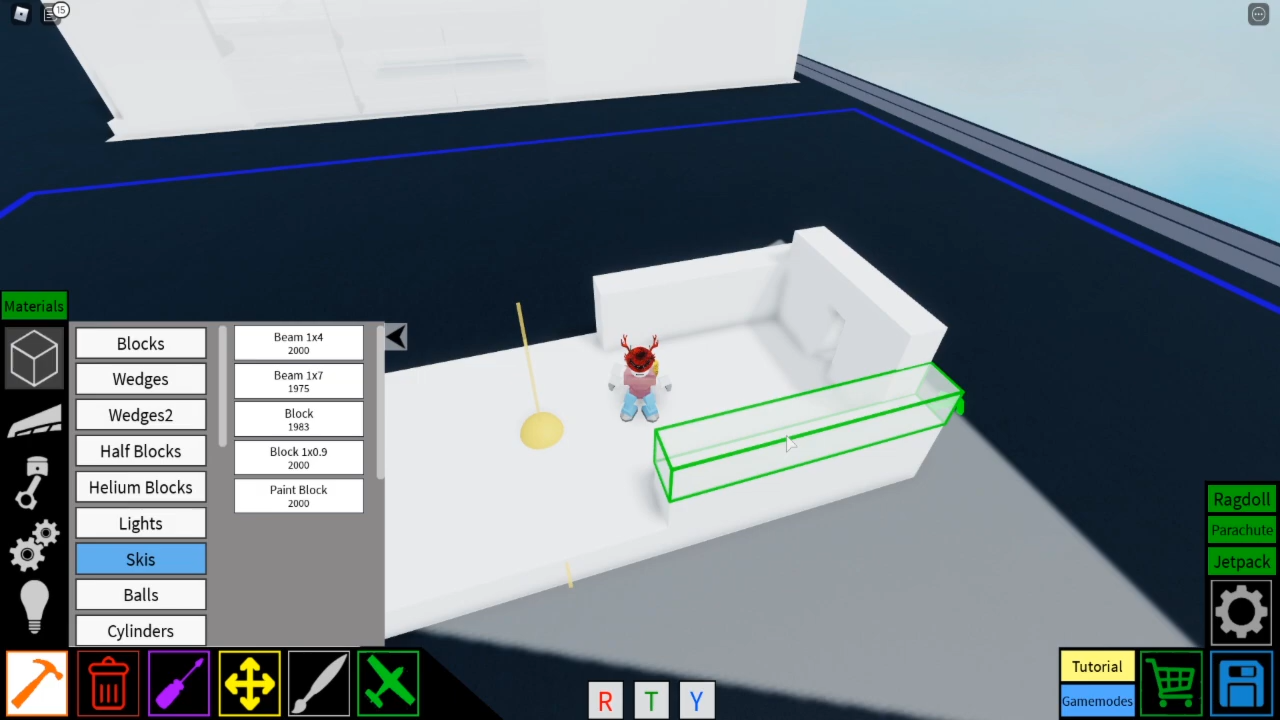 15
Materials
Blocks
Wedges
Wedges2
Half Blocks
Helium Blocks
Lights
Skis
Balls
Cylinders
Beam 1x4
2000
Beam 1x7
1975
Block
1983
Block 1x0.9
2000
Paint Block
2000
Ragdoll
Parachute
Jetpack
Tutorial
Gamemodes
R T Y